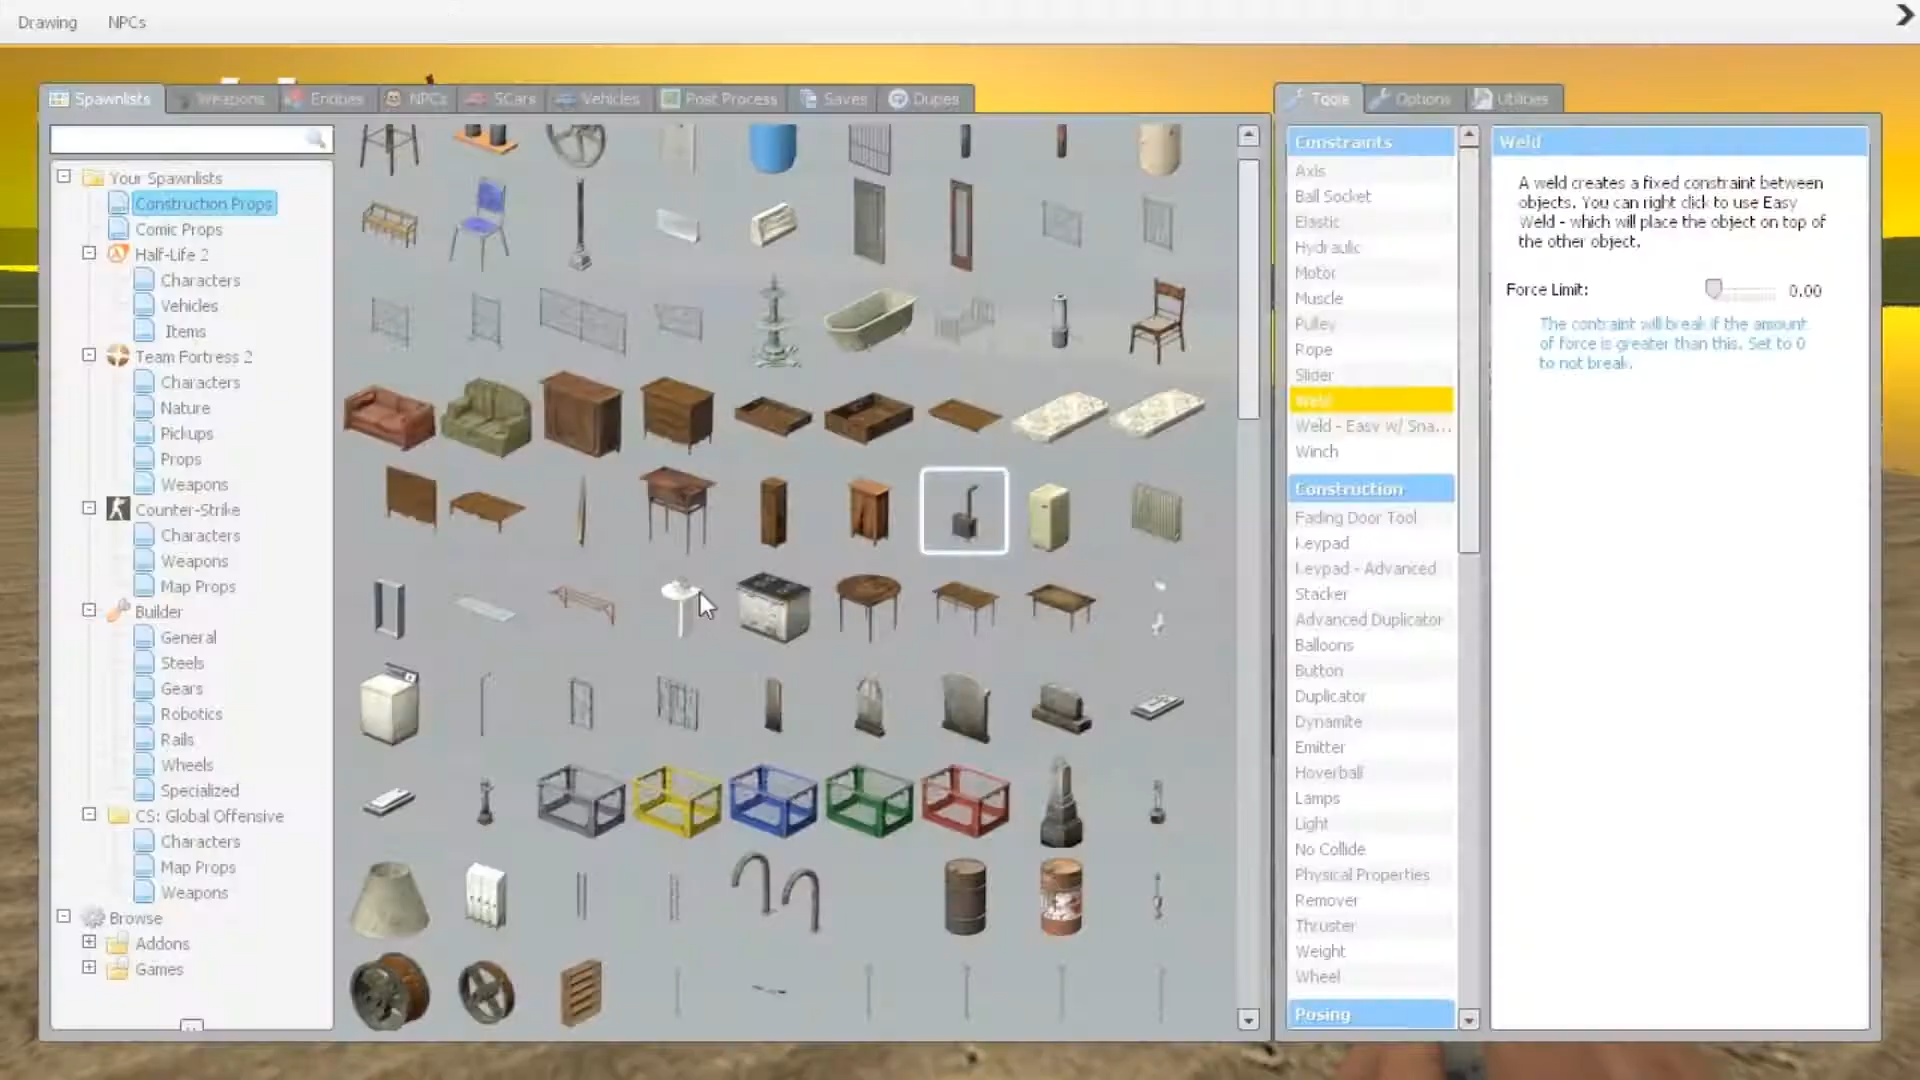 Drawing NPCs
Spawnlists Weapons Entities NPCs SCars Vehicles Post Process Saves Dupes
Your Spawnlists
Construction Props
Comic Props
Half-Life 2
Characters
Vehicles
Items
Team Fortress 2
Characters
Nature
Pickups
Props
Weapons
Counter-Strike
Characters
Weapons
Map Props
Builder
General
Steels
Gears
Robotics
Rails
Wheels
Specialized
CS: Global Offensive
Characters
Map Props
Weapons
Browse
Addons
Games
Tools Options Utilities
Constraints
Axis
Ball Socket
Elastic
Hydraulic
Motor
Muscle
Pulley
Rope
Slider
Weld
Weld - Easy w/ Sna...
Winch
Construction
Fading Door Tool
Keypad
Keypad - Advanced
Stacker
Advanced Duplicator
Balloons
Button
Duplicator
Dynamite
Emitter
Hoverball
Lamps
Light
No Collide
Physical Properties
Remover
Thruster
Weight
Wheel
Posing
Weld
A weld creates a fixed constraint between
objects. You can right click to use Easy
Weld - which will place the object on top of
the other object.
Force Limit: 0.00
The contraint will break if the amount
of force is greater than this. Set to 0
to not break.